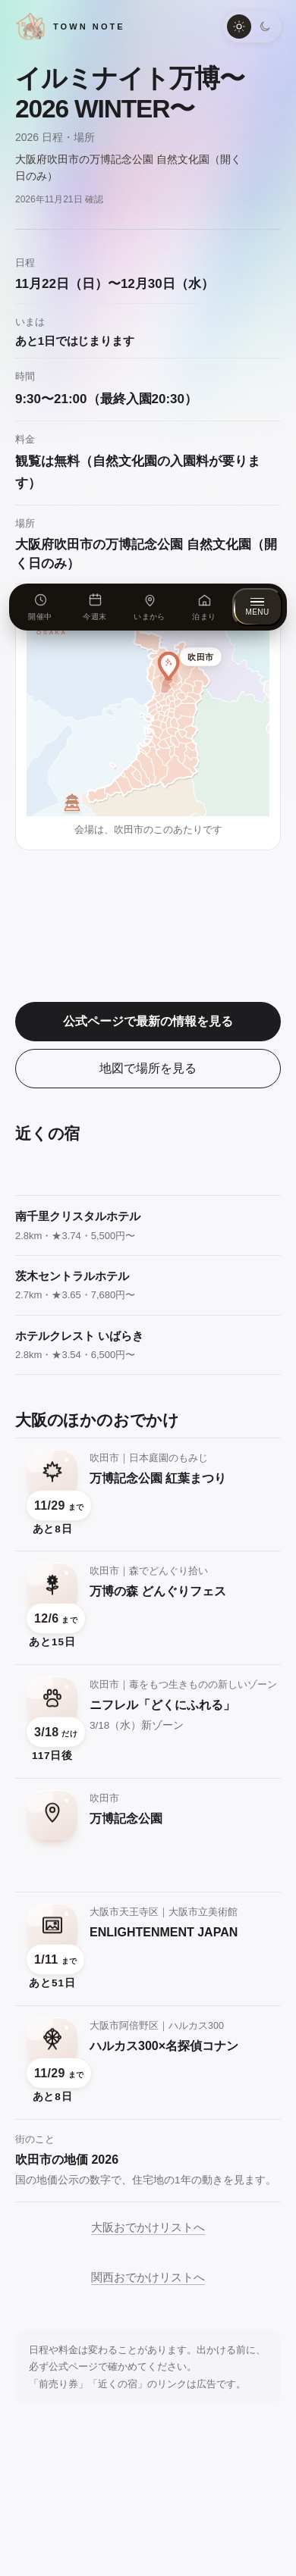 TOWN NOTE
イルミナイト万博〜
2026 WINTER〜
2026 日程・場所
大阪府吹田市の万博記念公園 自然文化園（開く
日のみ）
2026年11月21日 確認
日程
11月22日（日）〜12月30日（水）
いまは
あと1日ではじまります
時間
9:30〜21:00（最終入園20:30）
料金
観覧は無料（自然文化園の入園料が要りま
す）
場所
大阪府吹田市の万博記念公園 自然文化園（開
く日のみ）
開催中
今週末
いまから
泊まり
MENU
吹田市
会場は、吹田市のこのあたりです
公式ページで最新の情報を見る
地図で場所を見る
近くの宿
南千里クリスタルホテル
2.8km・★3.74・5,500円〜
茨木セントラルホテル
2.7km・★3.65・7,680円〜
ホテルクレスト いばらき
2.8km・★3.54・6,500円〜
大阪のほかのおでかけ
吹田市｜日本庭園のもみじ
万博記念公園 紅葉まつり
11/29 まで
あと8日
吹田市｜森でどんぐり拾い
万博の森 どんぐりフェス
12/6 まで
あと15日
吹田市｜毒をもつ生きものの新しいゾーン
ニフレル「どくにふれる」
3/18（水）新ゾーン
3/18 だけ
117日後
吹田市
万博記念公園
大阪市天王寺区｜大阪市立美術館
ENLIGHTENMENT JAPAN
1/11 まで
あと51日
大阪市阿倍野区｜ハルカス300
ハルカス300×名探偵コナン
11/29 まで
あと8日
街のこと
吹田市の地価 2026
国の地価公示の数字で、住宅地の1年の動きを見ます。
大阪おでかけリストへ
関西おでかけリストへ
日程や料金は変わることがあります。出かける前に、
必ず公式ページで確かめてください。
「前売り券」「近くの宿」のリンクは広告です。